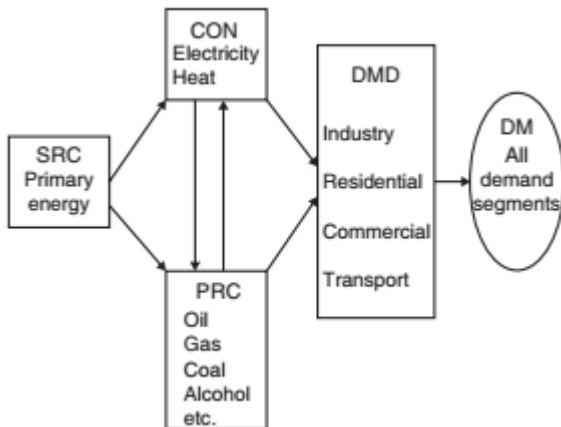 CON
Electricity
Heat
SRC
Primary
energy
PRC
Oil
Gas
Coal
Alcohol
etc.
DMD
Industry
Residential
Commercial
Transport
DM
All
demand
segments